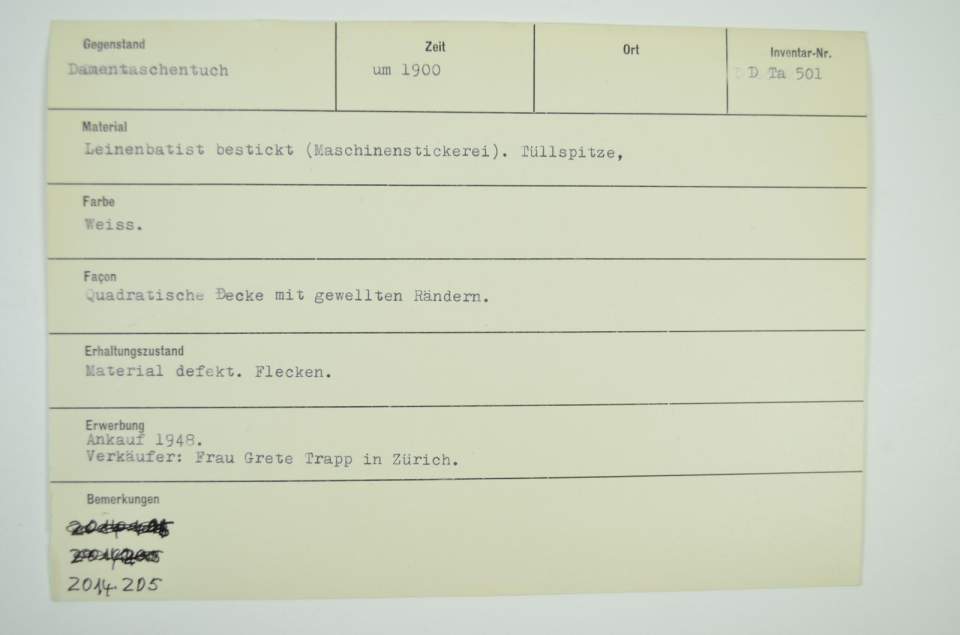 Gegenstand
Damentaschentuch
Zeit
um 1900
Ort
Inventar-Nr.
D Ta 501
Material
Leinenbatist bestickt (Maschinenstickerei). Tüllspitze,
Farbe
Weiss.
Façon
Quadratische Decke mit gewellten Rändern.
Erhaltungszustand
Material defekt. Flecken.
Erwerbung
Ankauf 1948.
Verkäufer: Frau Grete Trapp in Zürich.
Bemerkungen
2014.205